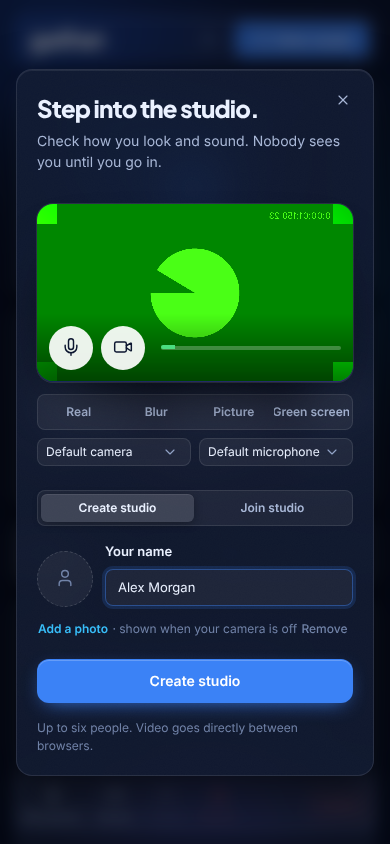 Step into the studio.
Check how you look and sound. Nobody sees
you until you go in.
Real
Blur
Picture
Green screen
Default camera
Default microphone
Create studio
Join studio
Your name
Alex Morgan
Add a photo · shown when your camera is off Remove
Create studio
Up to six people. Video goes directly between
browsers.